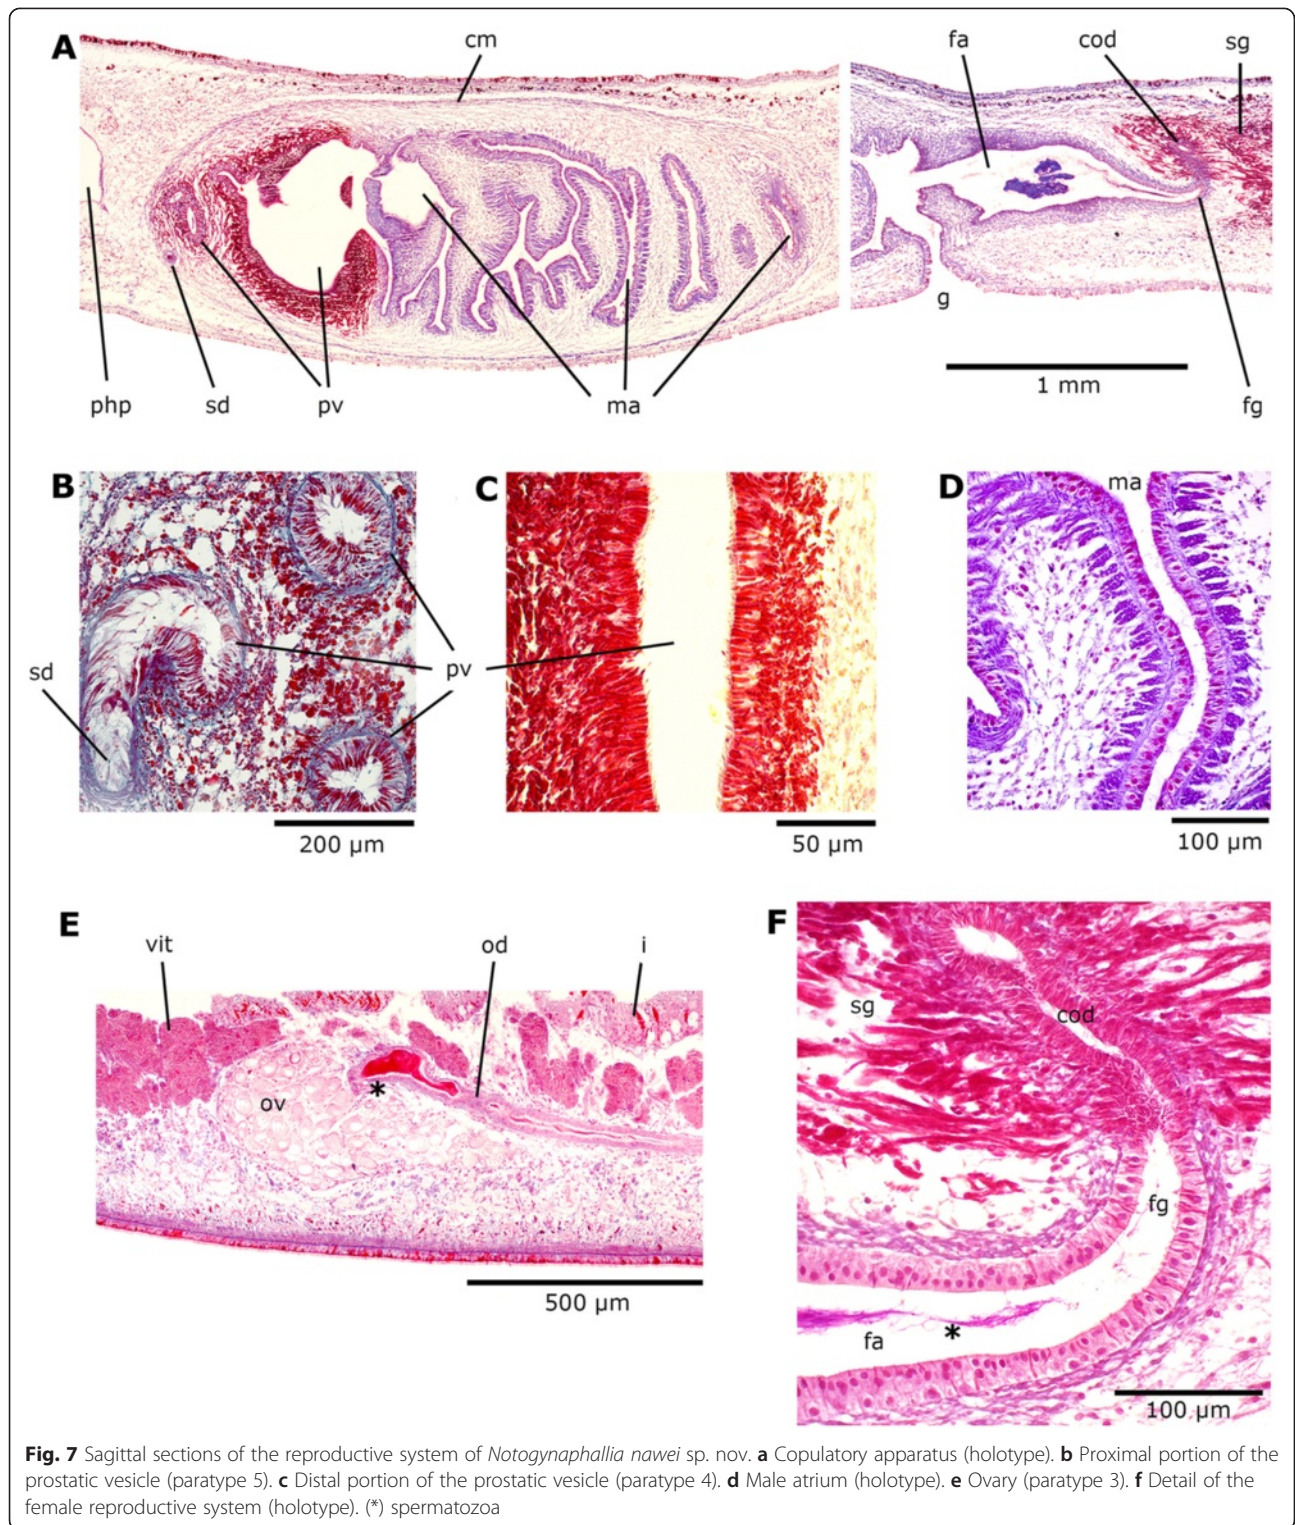 A
cm
fa
cod
sg
g
1 mm
php
sd
pv
ma
fg
B
C
D
ma
sd
pv
200 µm
50 µm
100 µm
E
F
vit
od
i
sg
cod
ov
*
fg
500 µm
fa
*
100 µm
Fig. 7 Sagittal sections of the reproductive system of Notogynaphallia nawei sp. nov. a Copulatory apparatus (holotype). b Proximal portion of the
prostatic vesicle (paratype 5). c Distal portion of the prostatic vesicle (paratype 4). d Male atrium (holotype). e Ovary (paratype 3). f Detail of the
female reproductive system (holotype). (*) spermatozoa